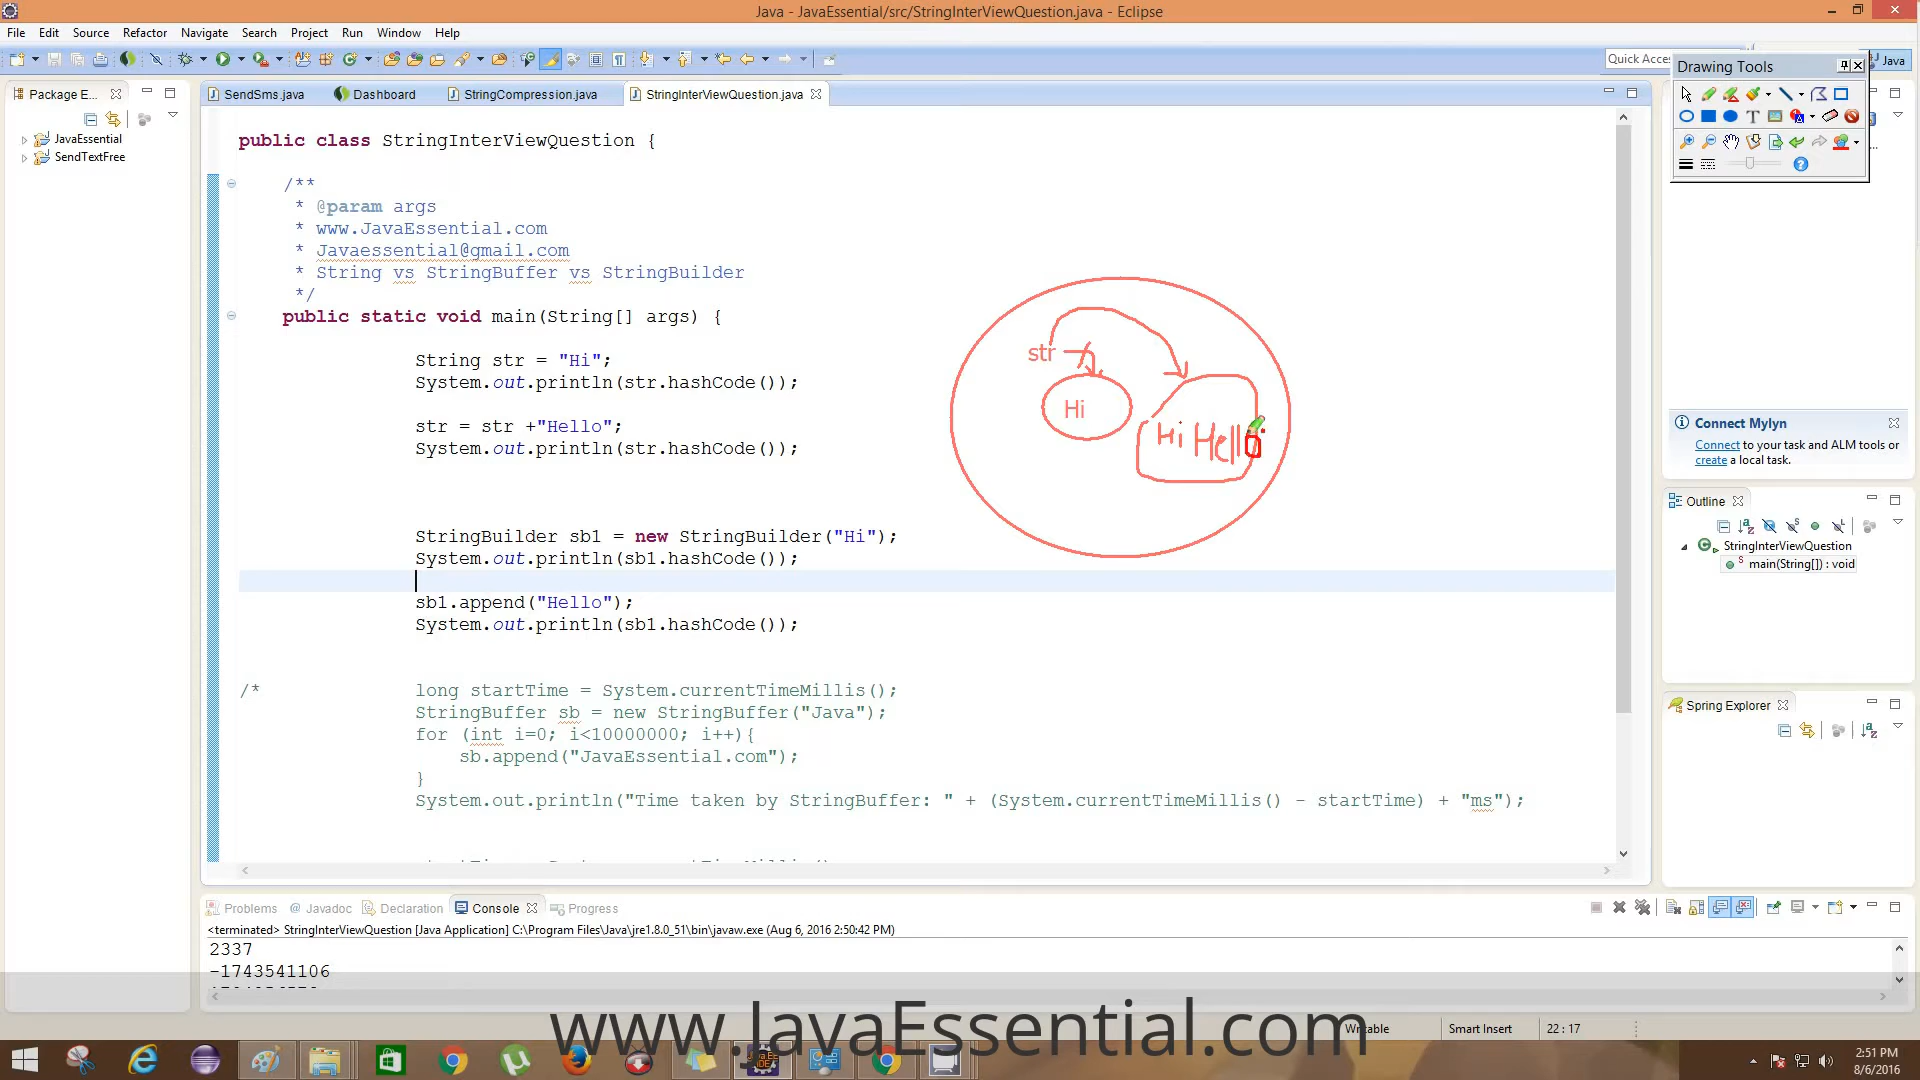 Java - JavaEssential/src/StringInterViewQuestion.java - Eclipse
File Edit Source Refactor Navigate Search Project Run Window Help
Quick Acces
Java
Drawing Tools
Package E...
SendSms.java Dashboard StringCompression.java StringInterViewQuestion.java
JavaEssential
SendTextFree
public class StringInterViewQuestion {
/**
* @param args
* www.JavaEssential.com
* Javaessential@gmail.com
* String vs StringBuffer vs StringBuilder
*/
public static void main(String[] args) {
String str = "Hi";
System.out.println(str.hashCode());
str = str +"Hello";
System.out.println(str.hashCode());
StringBuilder sb1 = new StringBuilder("Hi");
System.out.println(sb1.hashCode());
sb1.append("Hello");
System.out.println(sb1.hashCode());
/* long startTime = System.currentTimeMillis();
StringBuffer sb = new StringBuffer("Java");
for (int i=0; i<10000000; i++){
sb.append("JavaEssential.com");
}
System.out.println("Time taken by StringBuffer: " + (System.currentTimeMillis() - startTime) + "ms");
str
Hi
Hi Hello
Connect Mylyn
Connect to your task and ALM tools or
create a local task.
Outline
StringInterViewQuestion
main(String[]) : void
Spring Explorer
Problems @ Javadoc Declaration Console Progress
<terminated> StringInterViewQuestion [Java Application] C:\Program Files\Java\jre1.8.0_51\bin\javaw.exe (Aug 6, 2016 2:50:42 PM)
2337
-1743541106
www.JavaEssential.com
Writable Smart Insert 22 : 17
2:51 PM
8/6/2016